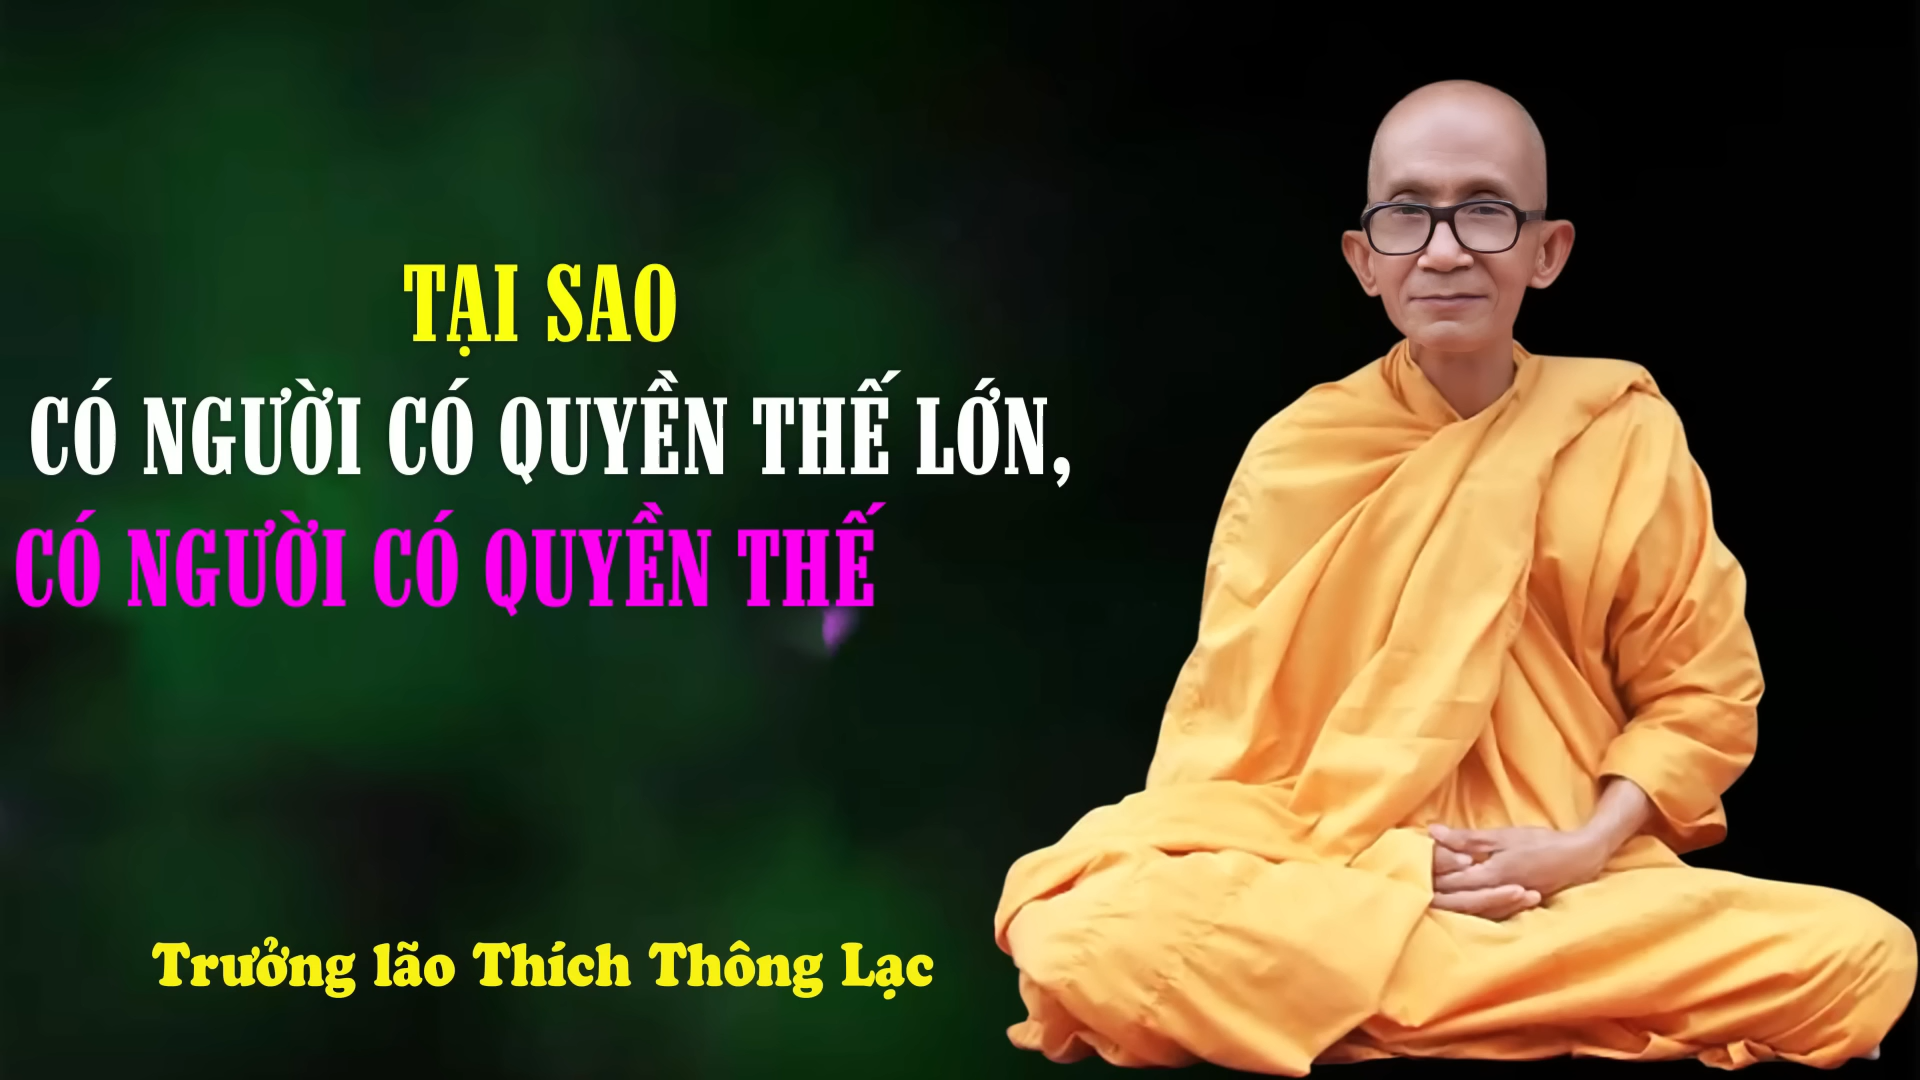 TẠI SAO
CÓ NGƯỜI CÓ QUYỀN THẾ LỚN,
CÓ NGƯỜI CÓ QUYỀN THẾ
Trưởng lão Thích Thông Lạc